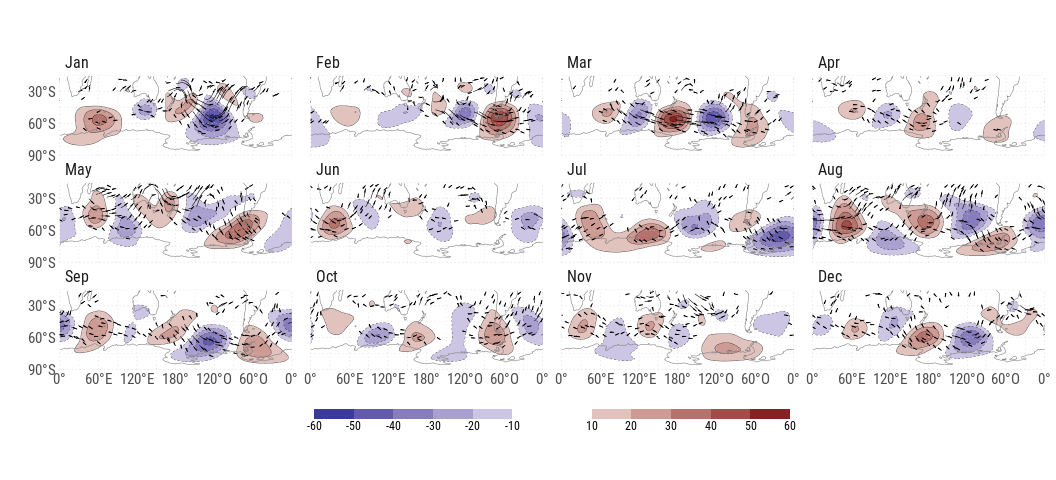 Jan Feb Mar Apr
30°S
60°S
90°S
May Jun Jul Aug
30°S
60°S
90°S
Sep Oct Nov Dec
30°S
60°S
90°S
0° 60°E 120°E 180° 120°O 60°O 0° 0° 60°E 120°E 180° 120°O 60°O 0° 0° 60°E 120°E 180° 120°O 60°O 0° 0° 60°E 120°E 180° 120°O 60°O 0°
-60 -50 -40 -30 -20 -10 10 20 30 40 50 60